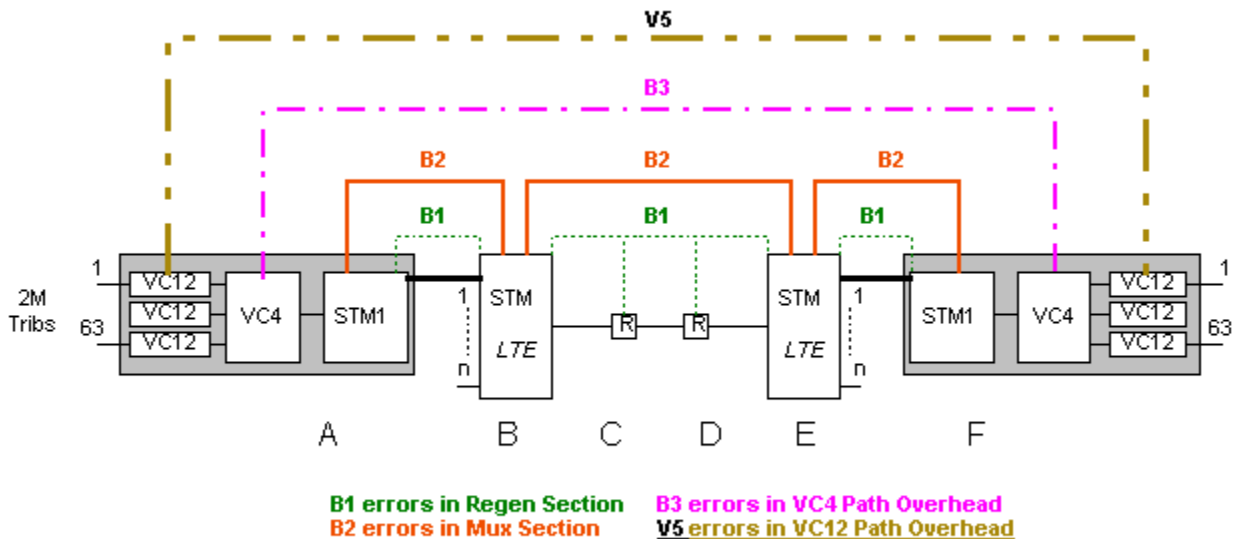 V5
B3
B2 B2 B2
B1 B1 B1
1 VC12 VC12 1
2M Tribs
VC12 VC4 STM1
1 STM LTE
R R
STM LTE 1
STM1 VC4 VC12
63 VC12 VC12 63
n n
A B C D E F
B1 errors in Regen Section B3 errors in VC4 Path Overhead
B2 errors in Mux Section V5 errors in VC12 Path Overhead